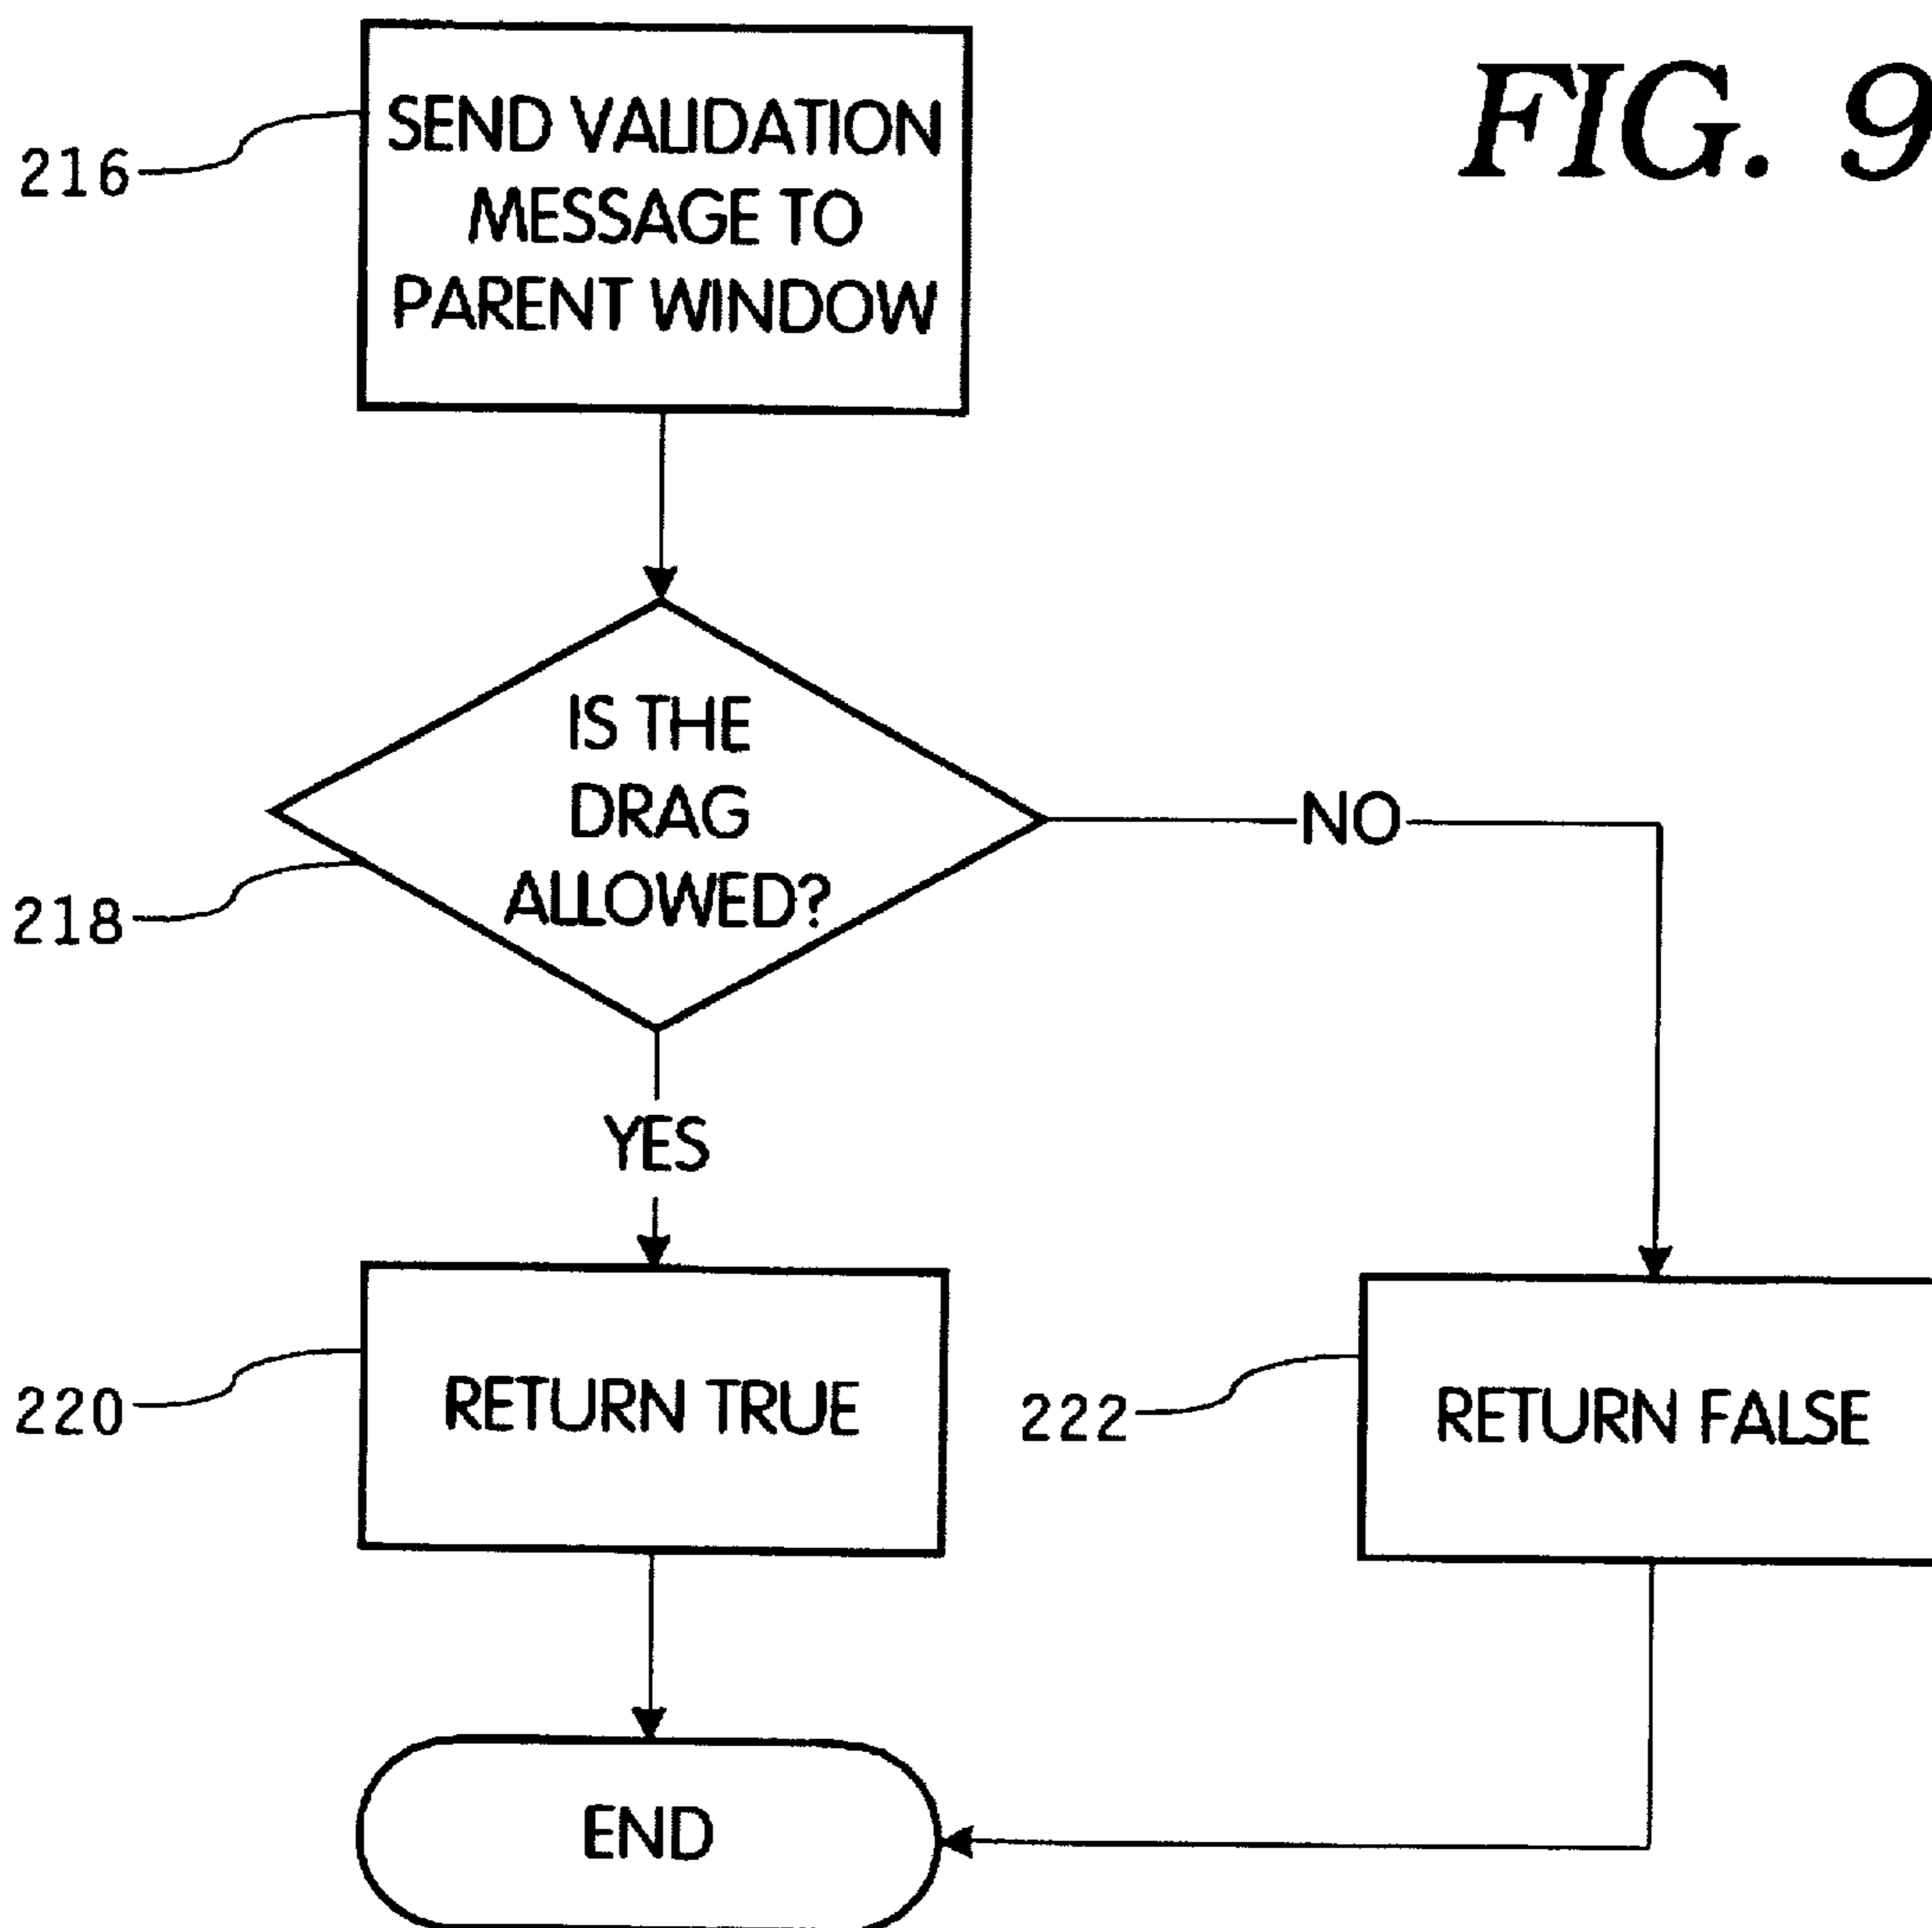 FIG. 9
216
SEND VALIDATION
MESSAGE TO
PARENT WINDOW
IS THE
DRAG
ALLOWED?
NO
218
YES
220
RETURN TRUE
222
RETURN FALSE
END